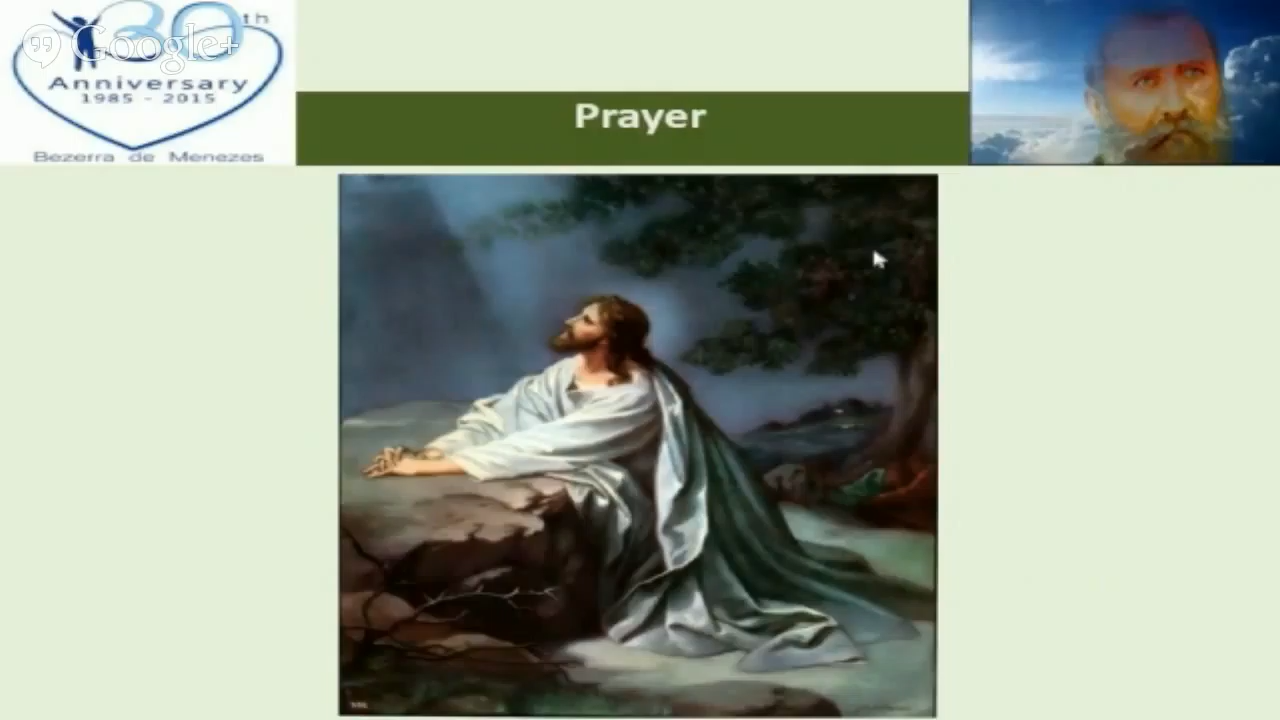 30th
Google+
Anniversary
1985 - 2015
Bezerra de Menezes
Prayer